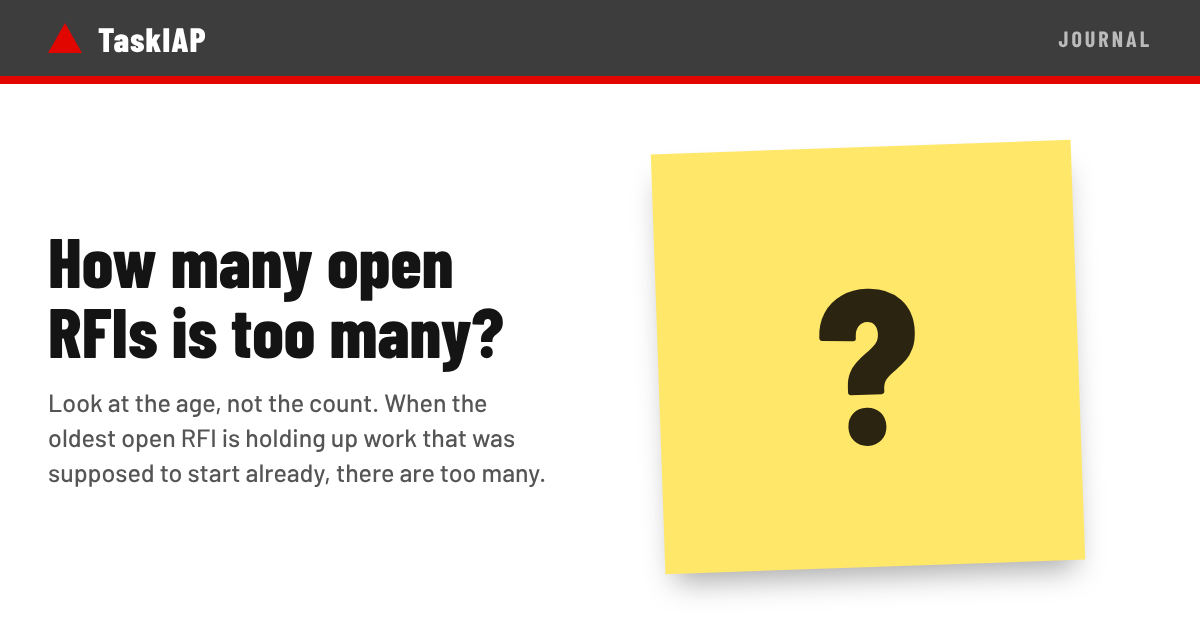 TaskIAP
JOURNAL
How many open
RFIs is too many?
Look at the age, not the count. When the
oldest open RFI is holding up work that was
supposed to start already, there are too many.
?